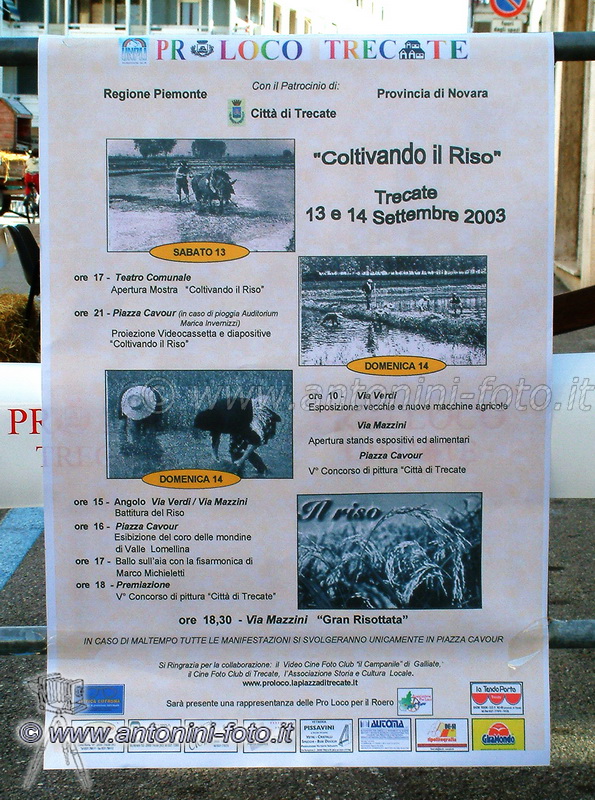 PRO LOCO TRECATE
Con il Patrocinio di:
Regione Piemonte
Provincia di Novara
Città di Trecate
"Coltivando il Riso"
Trecate
13 e 14 Settembre 2003
SABATO 13
ore 17 - Teatro Comunale
Apertura Mostra "Coltivando il Riso"
ore 21 - Piazza Cavour (in caso di pioggia Auditorium
Marica Invernizzi)
Proiezione Videocassetta e diapositive
"Coltivando il Riso"
DOMENICA 14
ore 10 - Via Verdi
Esposizione vecchie e nuove macchine agricole
Via Mazzini
Apertura stands espositivi ed alimentari
Piazza Cavour
V° Concorso di pittura "Città di Trecate
DOMENICA 14
ore 15 - Angolo Via Verdi / Via Mazzini
Battitura del Riso
ore 16 - Piazza Cavour
Esibizione del coro delle mondine
di Valle Lomellina
ore 17 - Ballo sull'aia con la fisarmonica di
Marco Michieletti
ore 18 - Premiazione
V° Concorso di pittura "Città di Trecate"
Il riso
ore 18,30 - Via Mazzini "Gran Risottata"
IN CASO DI MALTEMPO TUTTE LE MANIFESTAZIONI SI SVOLGERANNO UNICAMENTE IN PIAZZA CAVOUR
Si Ringrazia per la collaborazione: il Video Cine Foto Club "il Campanile" di Galliate,
il Cine Foto Club di Trecate, l'Associazione Storia e Cultura Locale.
www.proloco.lapiazzaditrecate.it
Sarà presente una rappresentanza delle Pro Loco per il Roero
la Tenda Porta
PISAVINI
AUTOMA
GiraMondo
PR
© www.antonini-foto.it
© www.antonini-foto.it